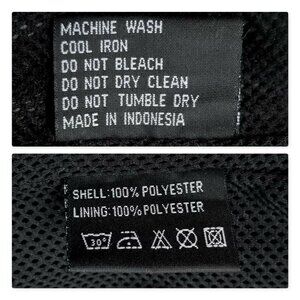 MACHINE WASH
COOL IRON
DO NOT BLEACH
DO NOT DRY CLEAN
DO NOT TUMBLE DRY
MADE IN INDONESIA
SHELL: 100% POLYESTER
LINING: 100% POLYESTER
30°